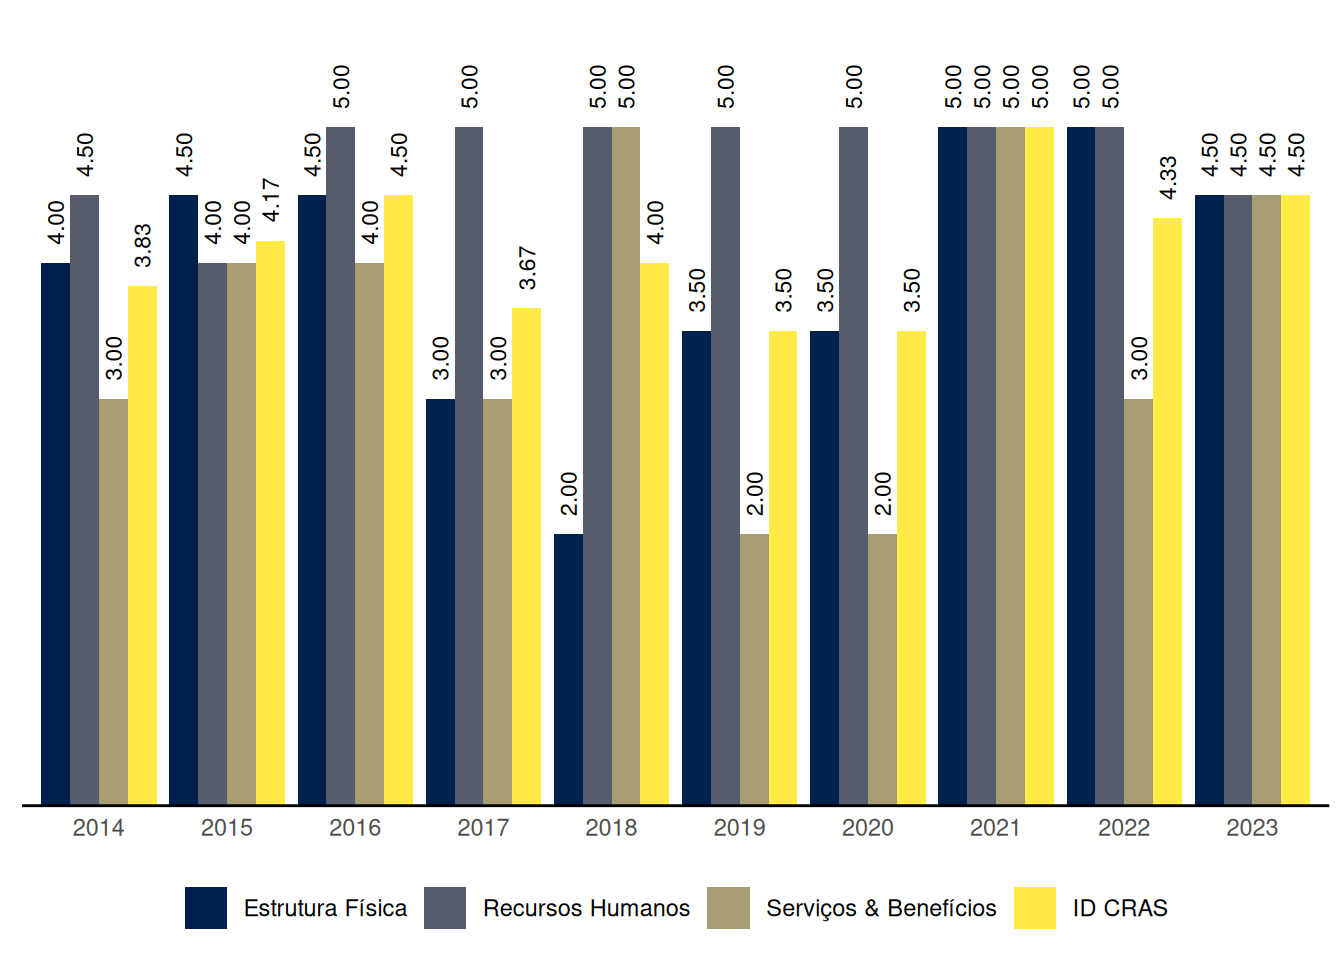 4.00 4.50 3.00 3.83 4.50 4.00 4.00 4.17 4.50 5.00 4.00 4.50 3.00 5.00 3.00 3.67 2.00 5.00 5.00 4.00 3.50 5.00 2.00 3.50 3.50 5.00 2.00 3.50 5.00 5.00 5.00 5.00 5.00 5.00 3.00 4.33 4.50 4.50 4.50 4.50
2014 2015 2016 2017 2018 2019 2020 2021 2022 2023
Estrutura Física Recursos Humanos Serviços & Benefícios ID CRAS